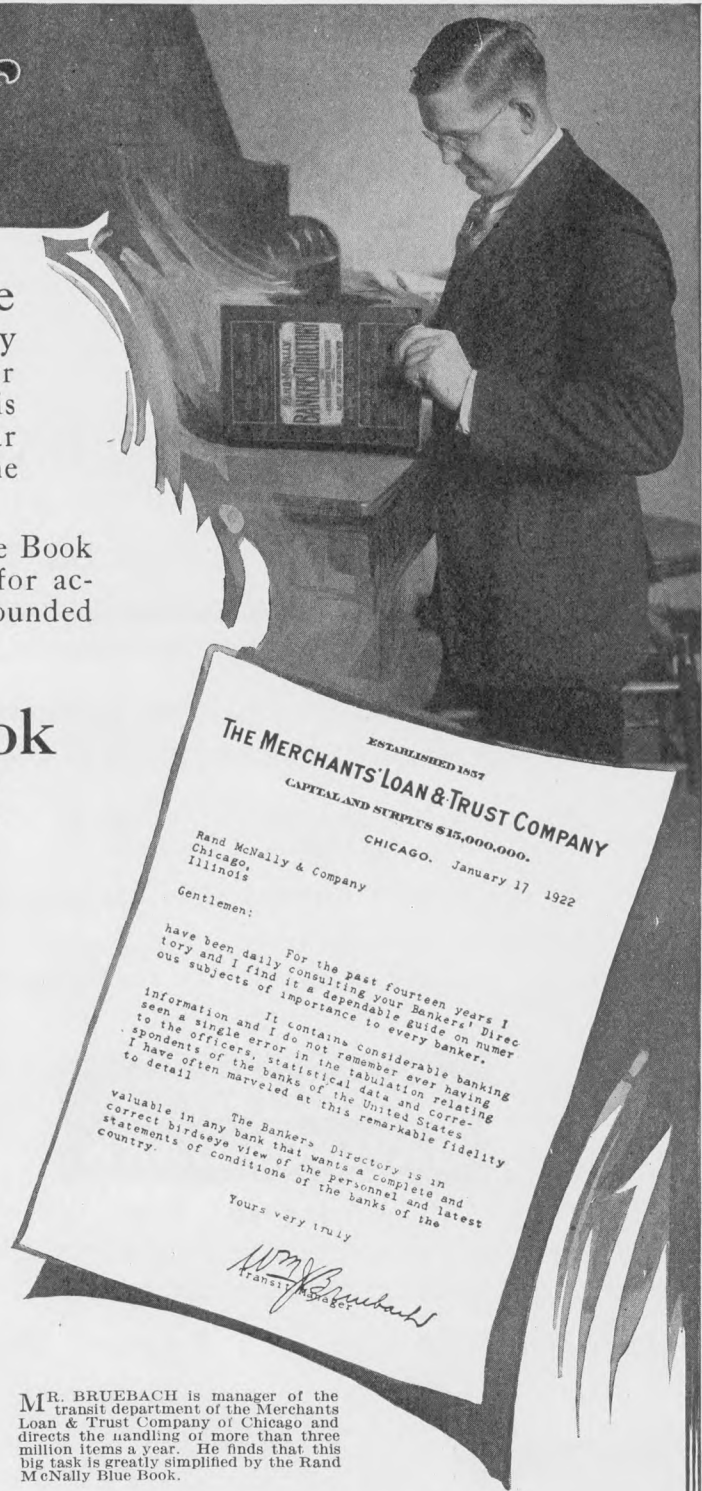 e
y
r
is
ar
ne
e Book
for ac-
ounded
ok
RAND McNALLY
BANKERS DIRECTORY
ESTABLISHED 1857
THE MERCHANTS' LOAN & TRUST COMPANY
CAPITAL AND SURPLUS $15,000,000.
CHICAGO. January 17 1922
Rand McNally & Company
Chicago,
Illinois
Gentlemen:
For the past fourteen years I
have been daily consulting your Bankers' Direc
tory and I find it a dependable guide on numer
ous subjects of importance to every banker.
It contains considerable banking
information and I do not remember ever having
seen a single error in the tabulation relating
to the officers, statistical data and corre-
spondents of the banks of the United States
I have often marveled at this remarkable fidelity
to detail
The Bankers Directory is in
valuable in any bank that wants a complete and
correct birdseye view of the personnel and latest
statements of conditions of the banks of the
country.
Yours very truly
Wm J Bruebach
Transit Manager
MR. BRUEBACH is manager of the
transit department of the Merchants
Loan & Trust Company of Chicago and
directs the handling of more than three
million items a year. He finds that this
big task is greatly simplified by the Rand
McNally Blue Book.